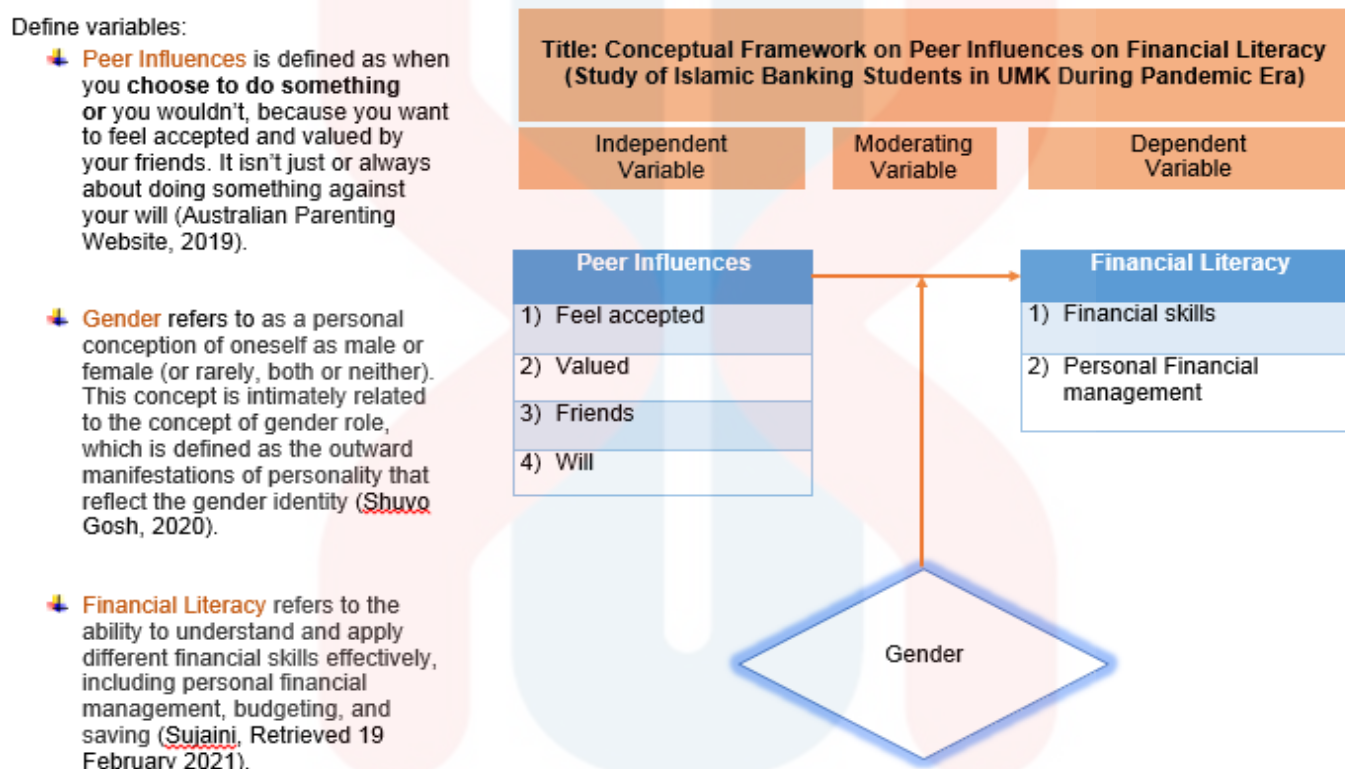 Define variables:
Peer Influences is defined as when
you choose to do something
or you wouldn't, because you want
to feel accepted and valued by
your friends. It isn't just or always
about doing something against
your will (Australian Parenting
Website, 2019).
Gender refers to as a personal
conception of oneself as male or
female (or rarely, both or neither).
This concept is intimately related
to the concept of gender role,
which is defined as the outward
manifestations of personality that
reflect the gender identity (Shuvo
Gosh, 2020).
Financial Literacy refers to the
ability to understand and apply
different financial skills effectively,
including personal financial
management, budgeting, and
saving (Sujaini, Retrieved 19
February 2021).
Title: Conceptual Framework on Peer Influences on Financial Literacy
(Study of Islamic Banking Students in UMK During Pandemic Era)
Independent
Variable
Moderating
Variable
Dependent
Variable
Peer Influences
1) Feel accepted
2) Valued
3) Friends
4) Will
Financial Literacy
1) Financial skills
2) Personal Financial
management
Gender